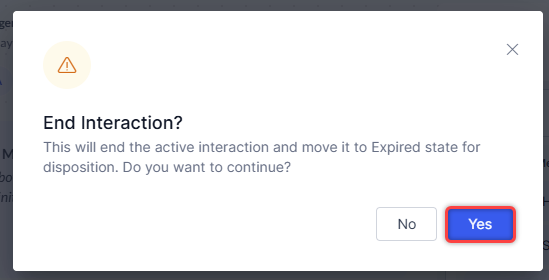 End Interaction?
This will end the active interaction and move it to Expired state for
disposition. Do you want to continue?
No
Yes